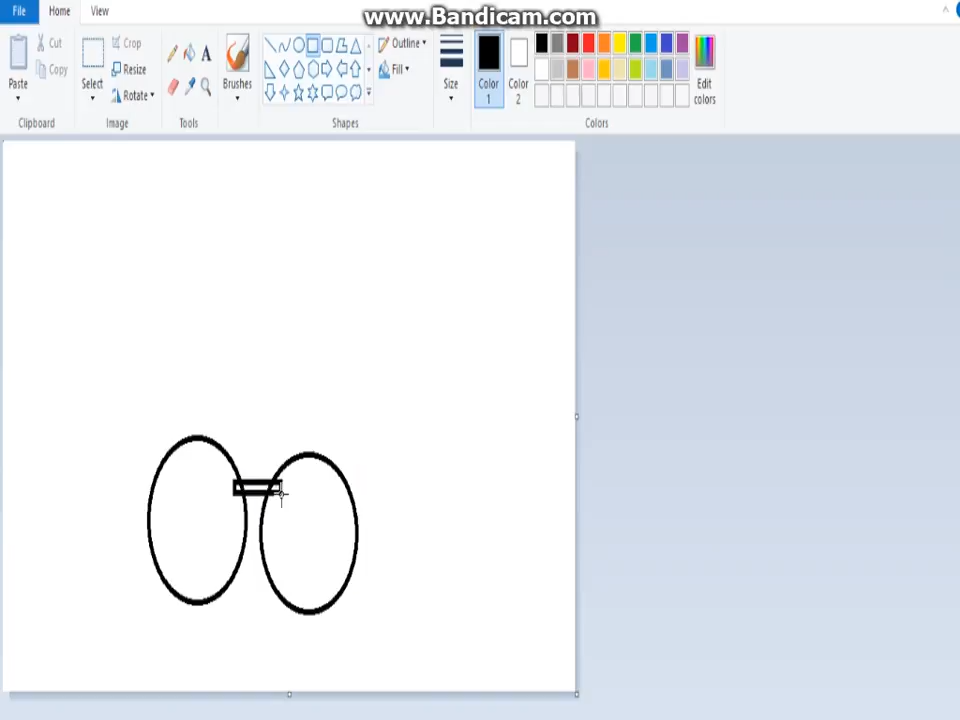 www.Bandicam.com
File Home View
Paste
Cut
Copy
Clipboard
Select
Crop
Resize
Rotate
Image
A
Tools
Brushes
Shapes
Outline
Fill
Size
Color
1
Color
2
Colors
Edit
colors